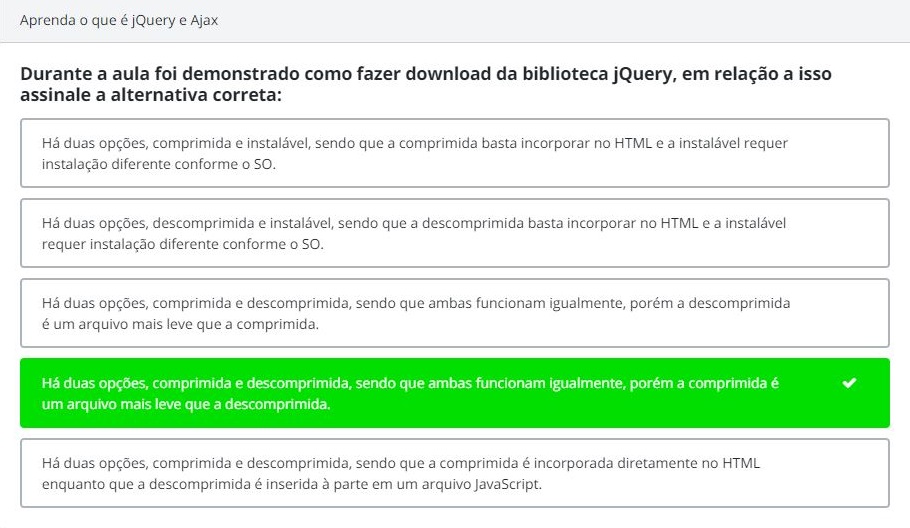 Aprenda o que é jQuery e Ajax
Durante a aula foi demonstrado como fazer download da biblioteca jQuery, em relação a isso
assinale a alternativa correta:
Há duas opções, comprimida e instalável, sendo que a comprimida basta incorporar no HTML e a instalável requer
instalação diferente conforme o SO.
Há duas opções, descomprimida e instalável, sendo que a descomprimida basta incorporar no HTML e a instalável
requer instalação diferente conforme o SO.
Há duas opções, comprimida e descomprimida, sendo que ambas funcionam igualmente, porém a descomprimida
é um arquivo mais leve que a comprimida.
Há duas opções, comprimida e descomprimida, sendo que ambas funcionam igualmente, porém a comprimida é
um arquivo mais leve que a descomprimida.
Há duas opções, comprimida e descomprimida, sendo que a comprimida é incorporada diretamente no HTML
enquanto que a descomprimida é inserida à parte em um arquivo JavaScript.